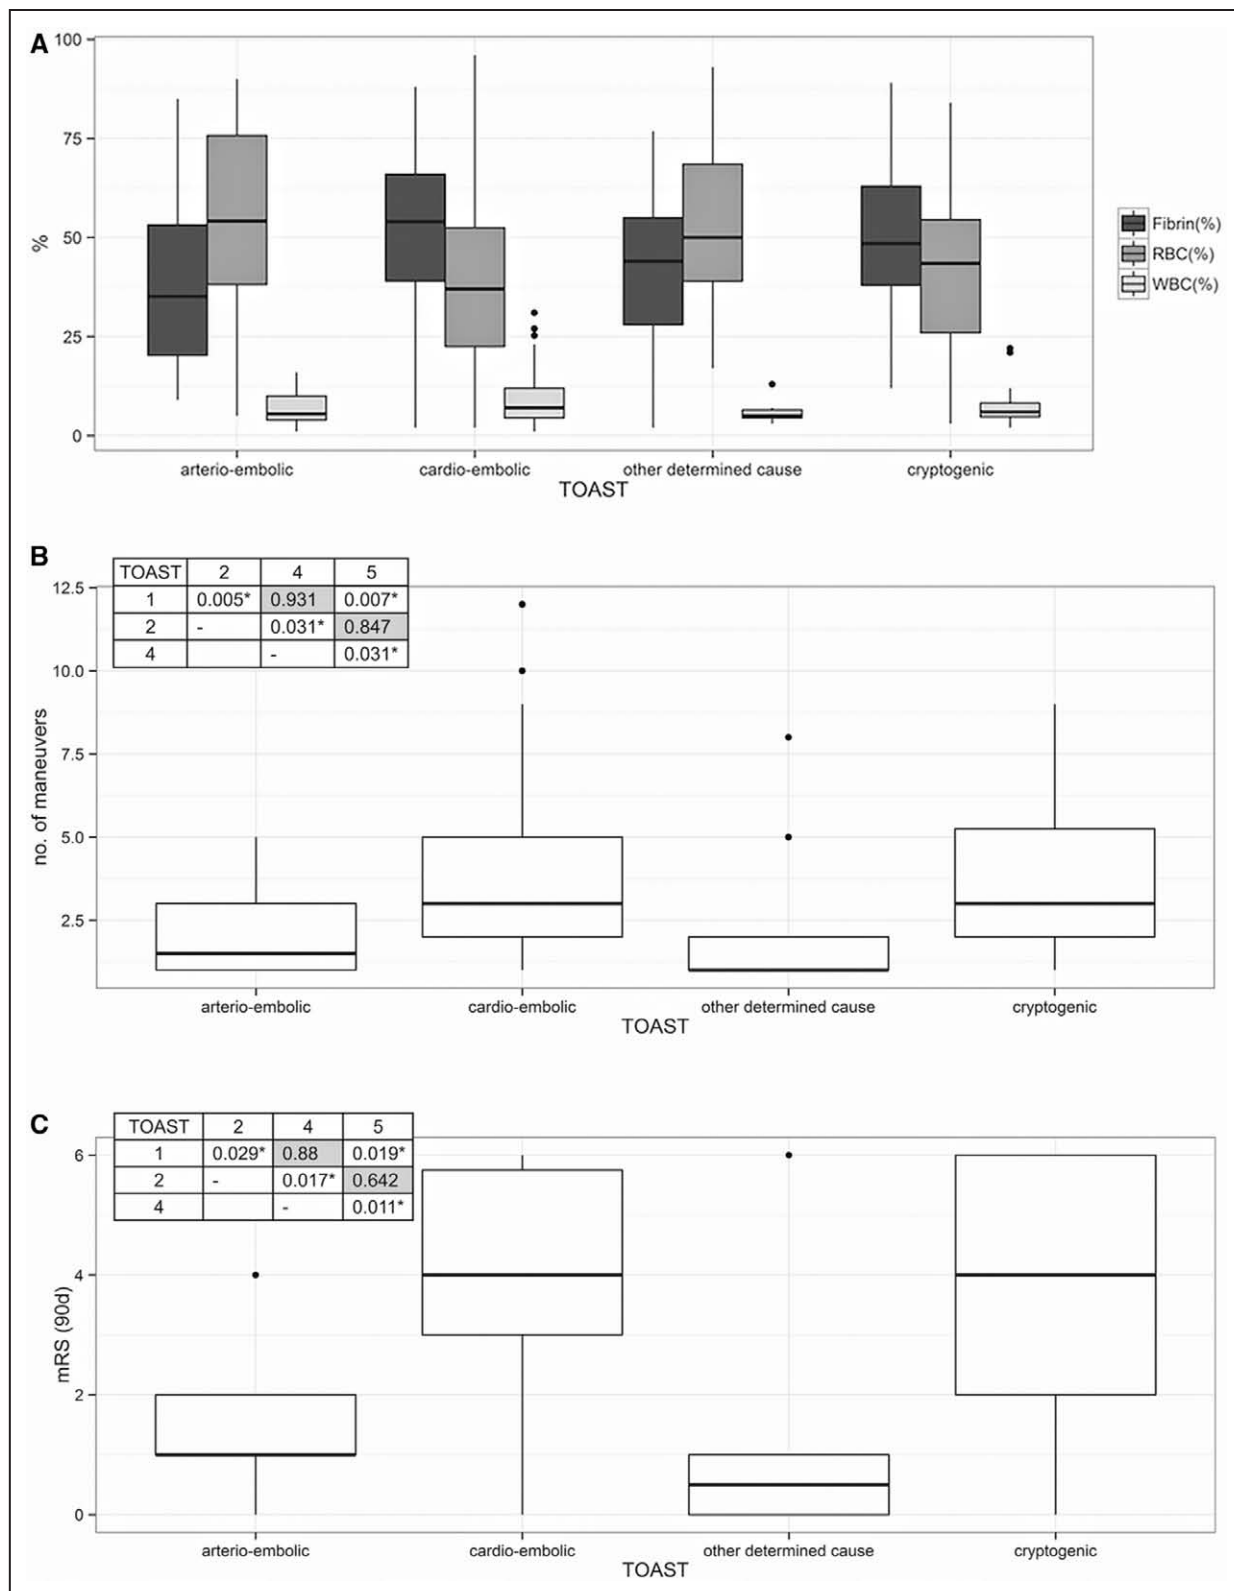 A
100
75
50
25
0
%
arterio-embolic cardio-embolic other determined cause cryptogenic
TOAST
Fibrin(%)
RBC(%)
WBC(%)
B
TOAST 2 4 5
1 0.005* 0.931 0.007*
2 - 0.031* 0.847
4 - 0.031*
12.5
10.0
7.5
5.0
2.5
no. of maneuvers
arterio-embolic cardio-embolic other determined cause cryptogenic
TOAST
C
TOAST 2 4 5
1 0.029* 0.88 0.019*
2 - 0.017* 0.642
4 - 0.011*
6
4
2
0
mRS (90d)
arterio-embolic cardio-embolic other determined cause cryptogenic
TOAST